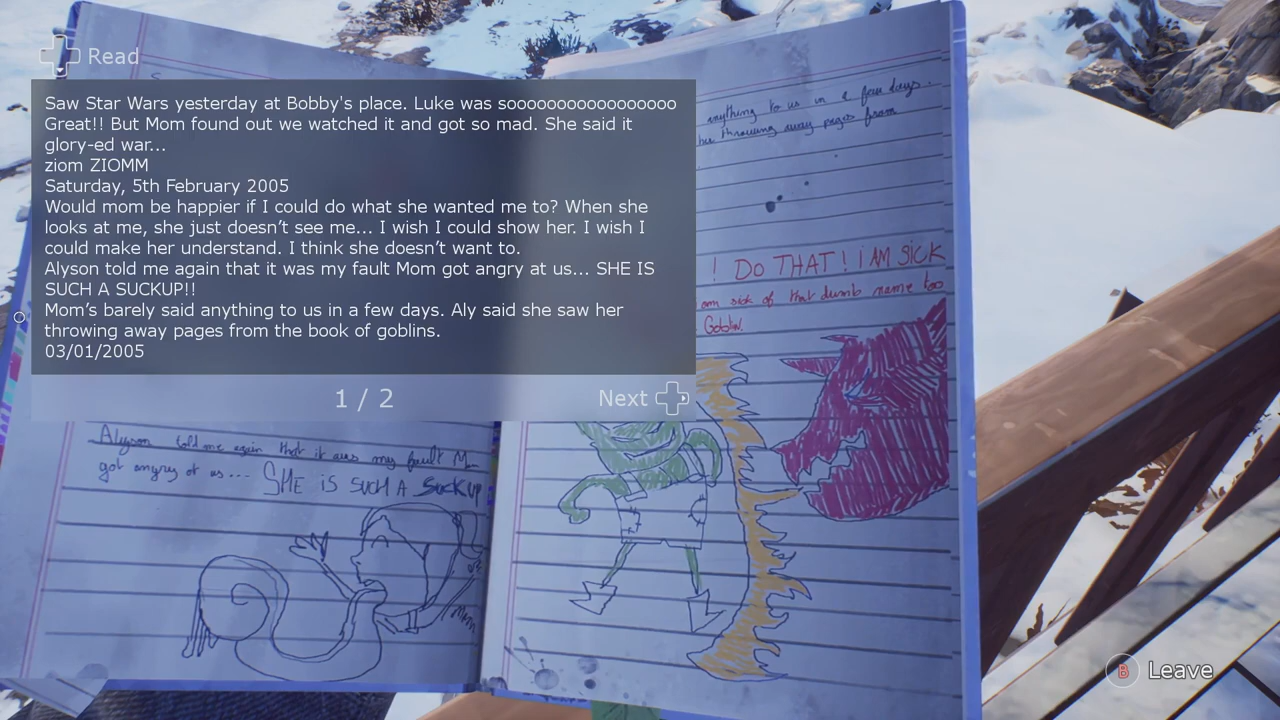 Read
Saw Star Wars yesterday at Bobby's place. Luke was sooooooooooooooooo
Great!! But Mom found out we watched it and got so mad. She said it
glory-ed war...
ziom ZIOMM
Saturday, 5th February 2005
Would mom be happier if I could do what she wanted me to? When she
looks at me, she just doesn’t see me... I wish I could show her. I wish I
could make her understand. I think she doesn’t want to.
Alyson told me again that it was my fault Mom got angry at us... SHE IS
SUCH A SUCKUP!!
Mom’s barely said anything to us in a few days. Aly said she saw her
throwing away pages from the book of goblins.
03/01/2005
1 / 2
Next
Alyson told me again that it was my fault Mom
got angry at us... SHE IS SUCH A SUCKUP
anything to us in a few days.
her throwing away pages from
! DO THAT! i AM SiCK
am sick of that dumb name too
Goblin.
B Leave